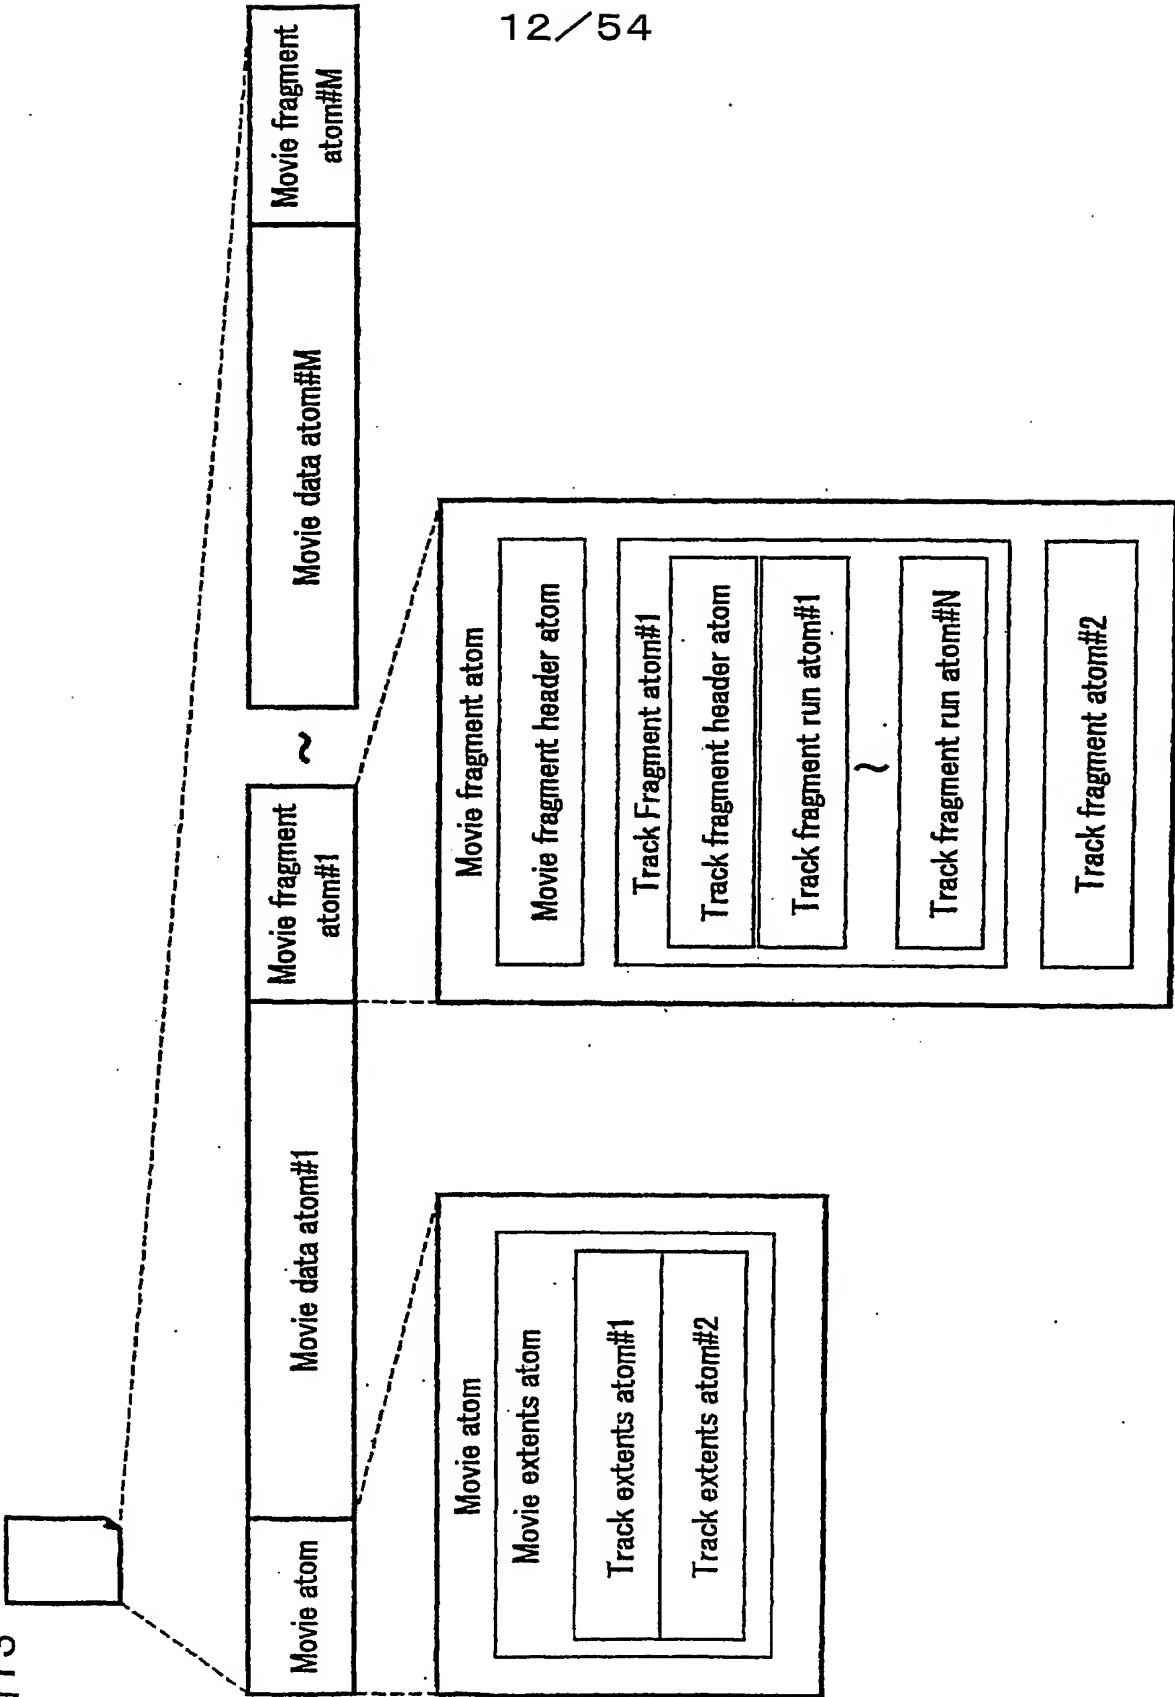 12/54
Movie atom
Movie data atom#1
Movie fragment
atom#1
~
Movie data atom#M
Movie fragment
atom#M
Movie atom
Movie extents atom
Track extents atom#1
Track extents atom#2
Movie fragment atom
Movie fragment header atom
Track Fragment atom#1
Track fragment header atom
Track fragment run atom#1
~
Track fragment run atom#N
Track fragment atom#2